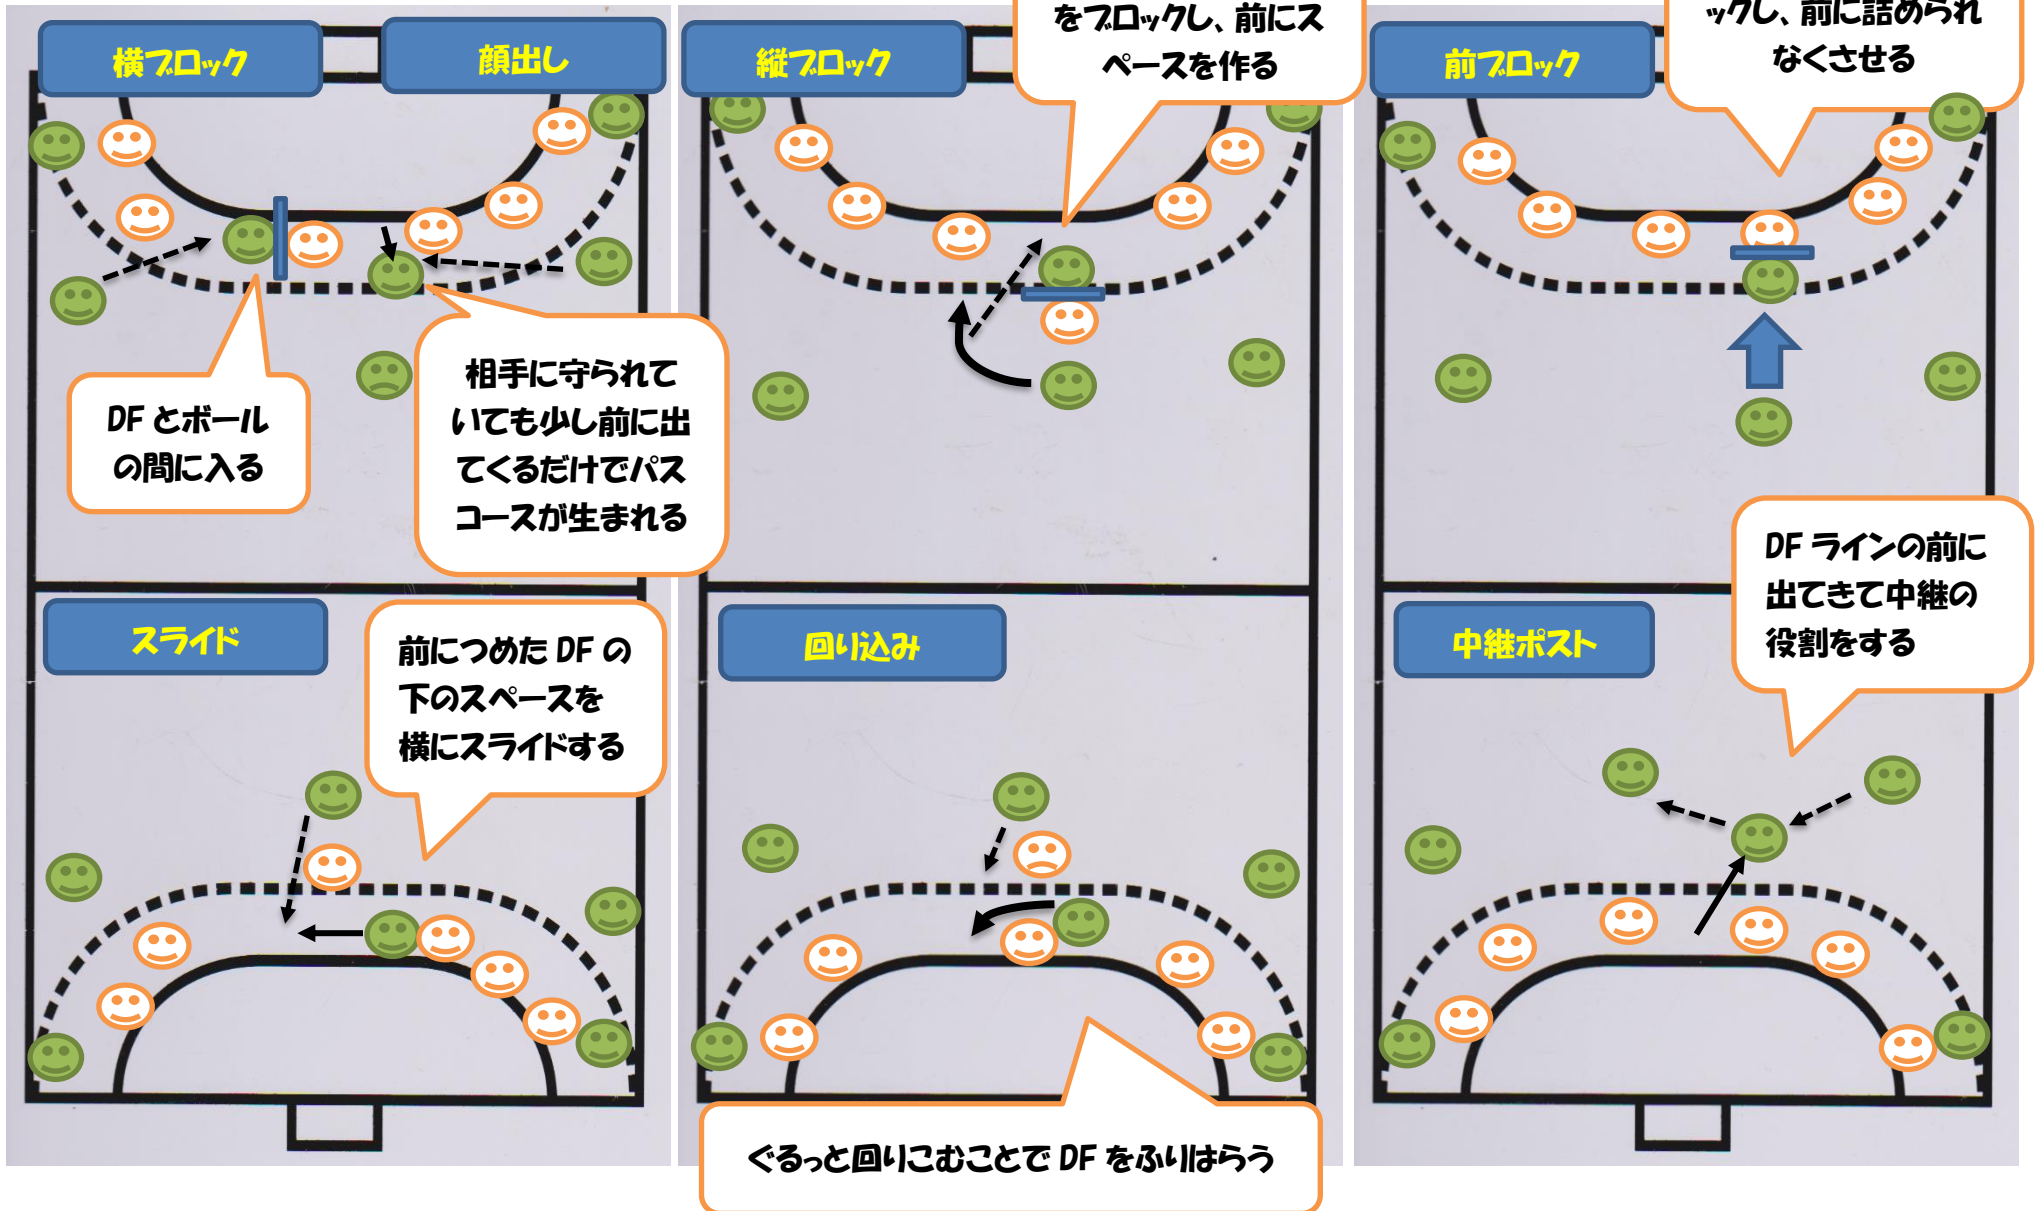 横ブロック
顔出し
DF とボール
の間に入る
相手に守られて
いても少し前に出
てくるだけでパス
コースが生まれる
縦ブロック
をブロックし、前にス
ペースを作る
前ブロック
ックし、前に詰められ
なくさせる
スライド
前につめた DF の
下のスペースを
横にスライドする
回り込み
ぐるっと回りこむことで DF をふりはらう
中継ポスト
DF ラインの前に
出てきて中継の
役割をする